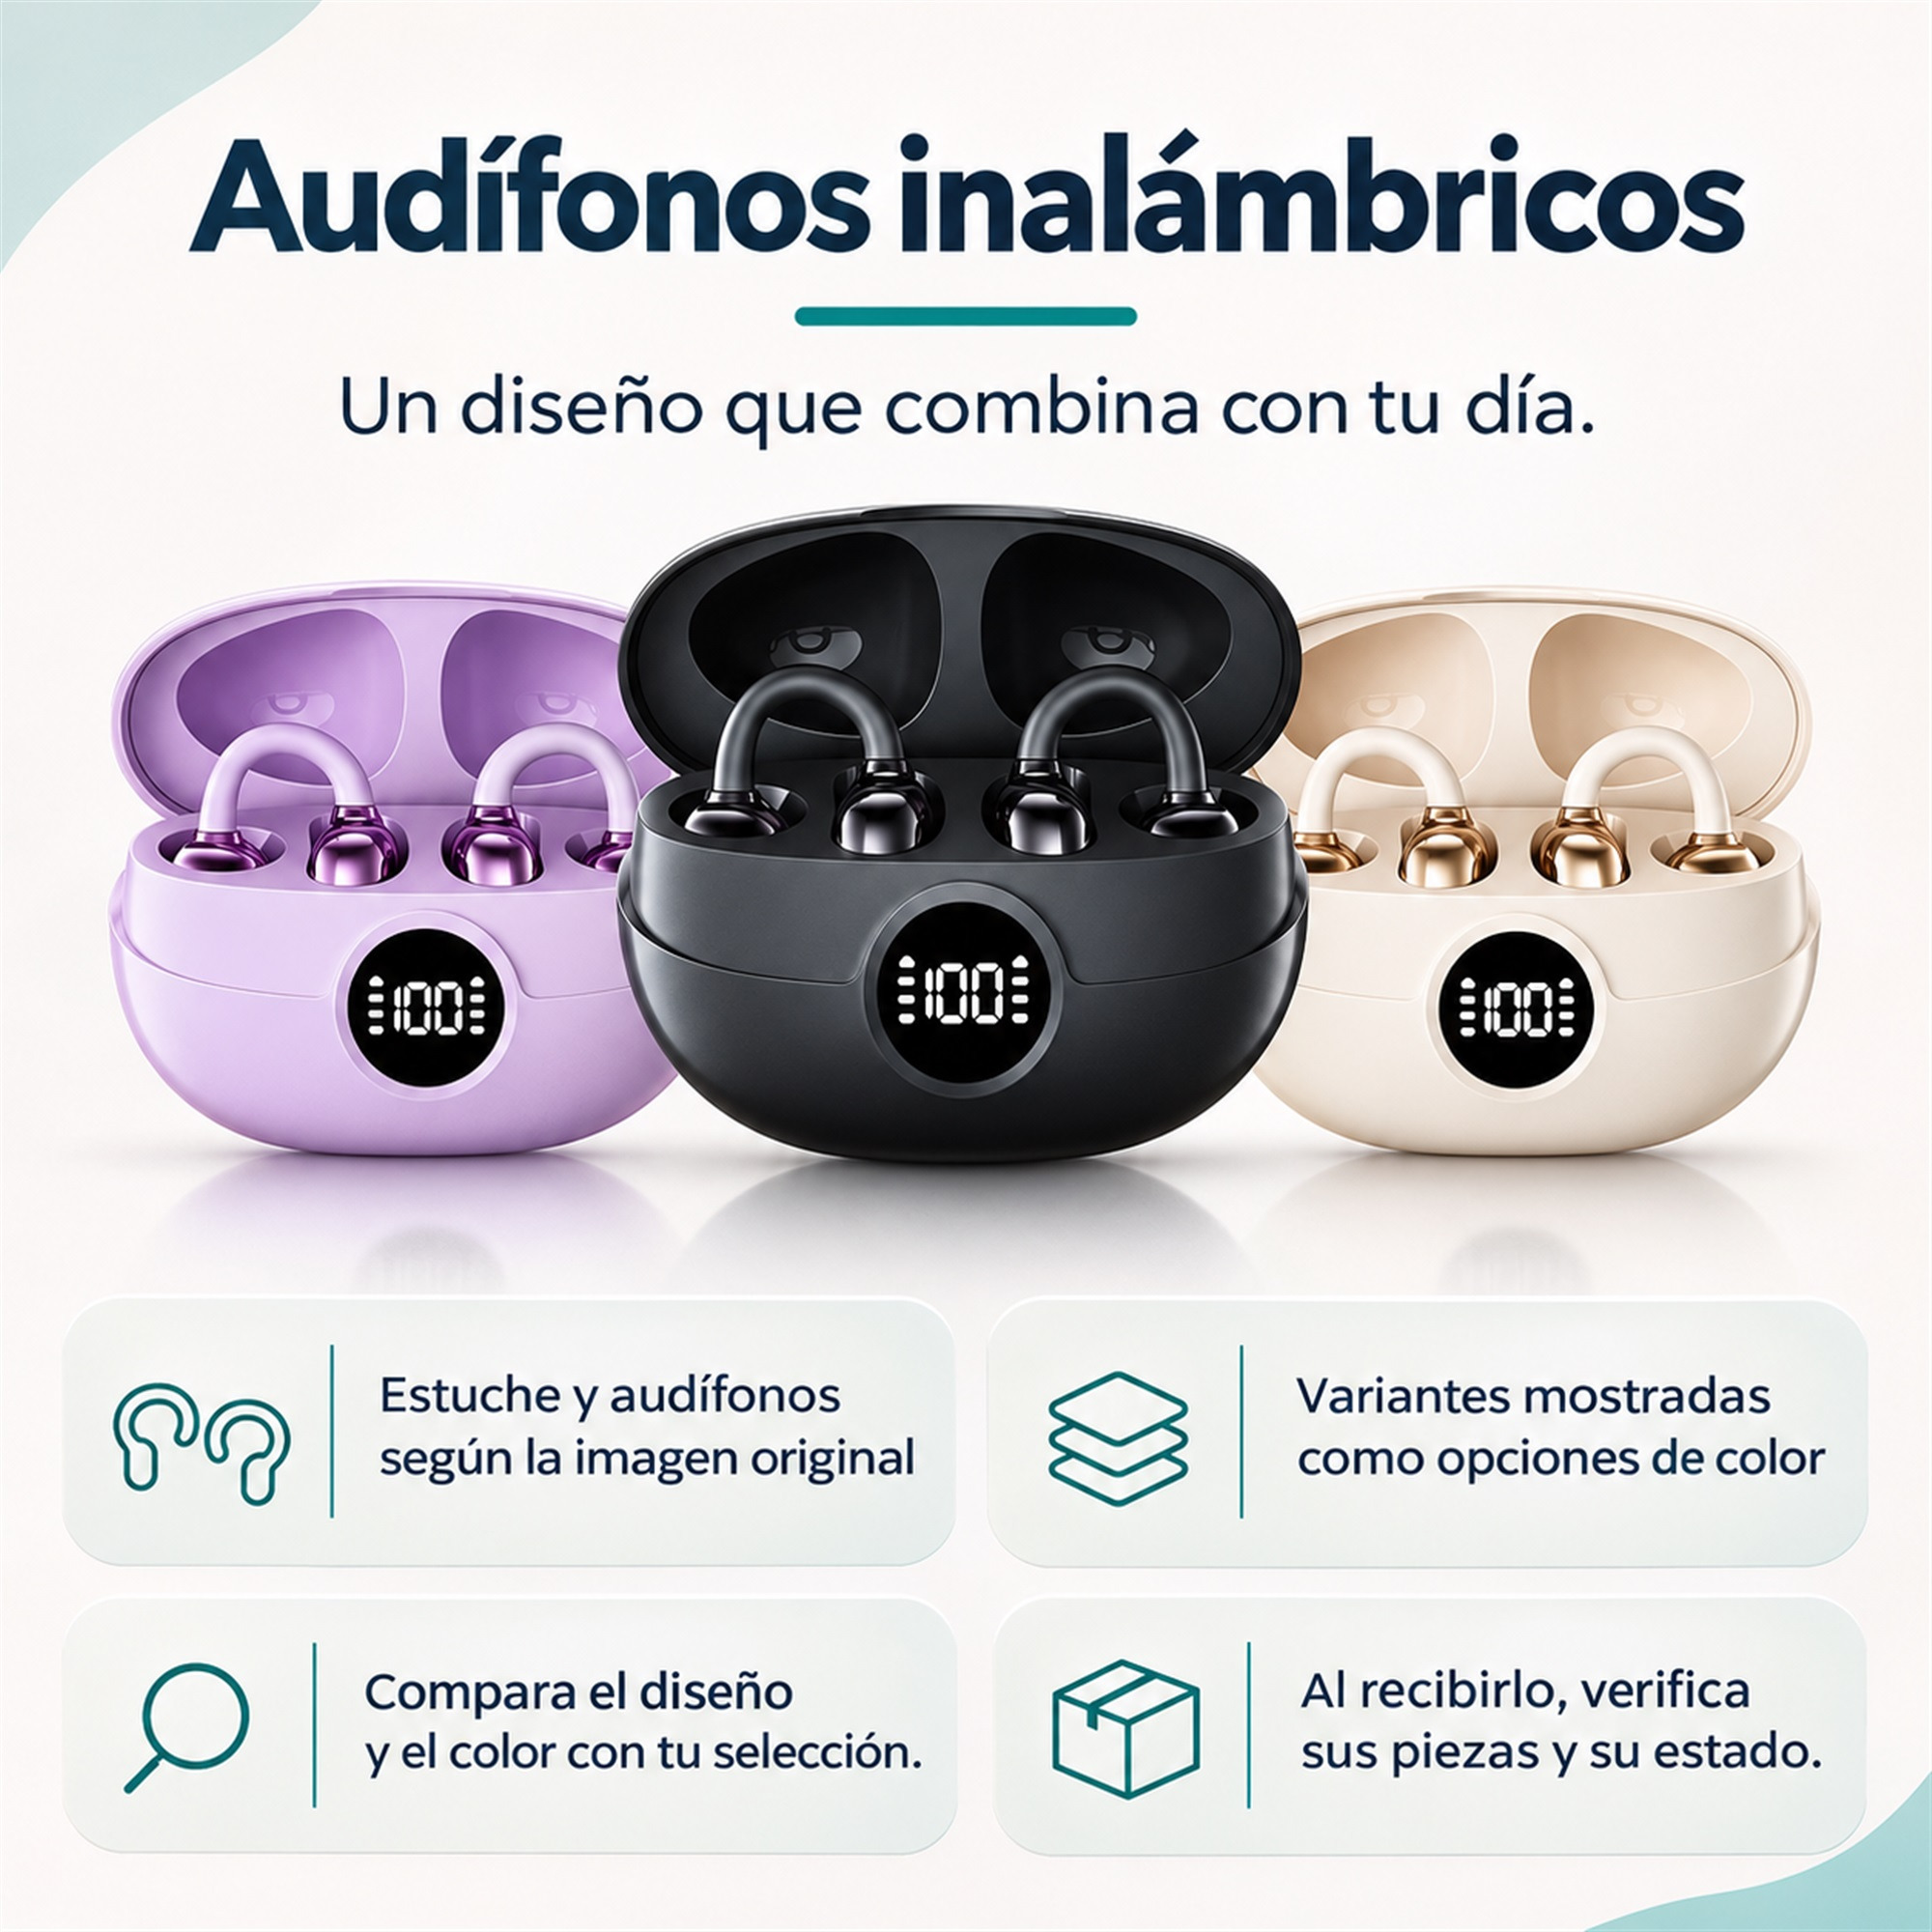 Audífonos inalámbricos
Un diseño que combina con tu día.
100
100
100
Estuche y audífonos
según la imagen original
Variantes mostradas
como opciones de color
Compara el diseño
y el color con tu selección.
Al recibirlo, verifica
sus piezas y su estado.